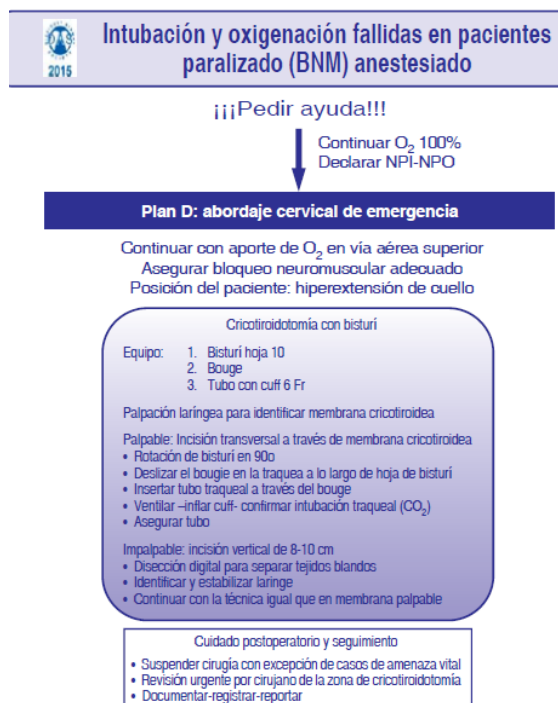 DAS
2015
Intubación y oxigenación fallidas en pacientes
paralizado (BNM) anestesiado
¡¡¡Pedir ayuda!!!
Continuar O₂ 100%
Declarar NPI-NPO
Plan D: abordaje cervical de emergencia
Continuar con aporte de O₂ en vía aérea superior
Asegurar bloqueo neuromuscular adecuado
Posición del paciente: hiperextensión de cuello
Cricotiroidotomía con bisturí
Equipo: 1. Bisturí hoja 10
2. Bouge
3. Tubo con cuff 6 Fr
Palpación laríngea para identificar membrana cricotiroidea
Palpable: Incisión transversal a través de membrana cricotiroidea
• Rotación de bisturí en 90o
• Deslizar el bougie en la traquea a lo largo de hoja de bisturí
• Insertar tubo traqueal a través del bouge
• Ventilar –inflar cuff- confirmar intubación traqueal (CO₂)
• Asegurar tubo
Impalpable: incisión vertical de 8-10 cm
• Disección digital para separar tejidos blandos
• Identificar y estabilizar laringe
• Continuar con la técnica igual que en membrana palpable
Cuidado postoperatorio y seguimiento
• Suspender cirugía con excepción de casos de amenaza vital
• Revisión urgente por cirujano de la zona de cricotiroidotomía
• Documentar-registrar-reportar